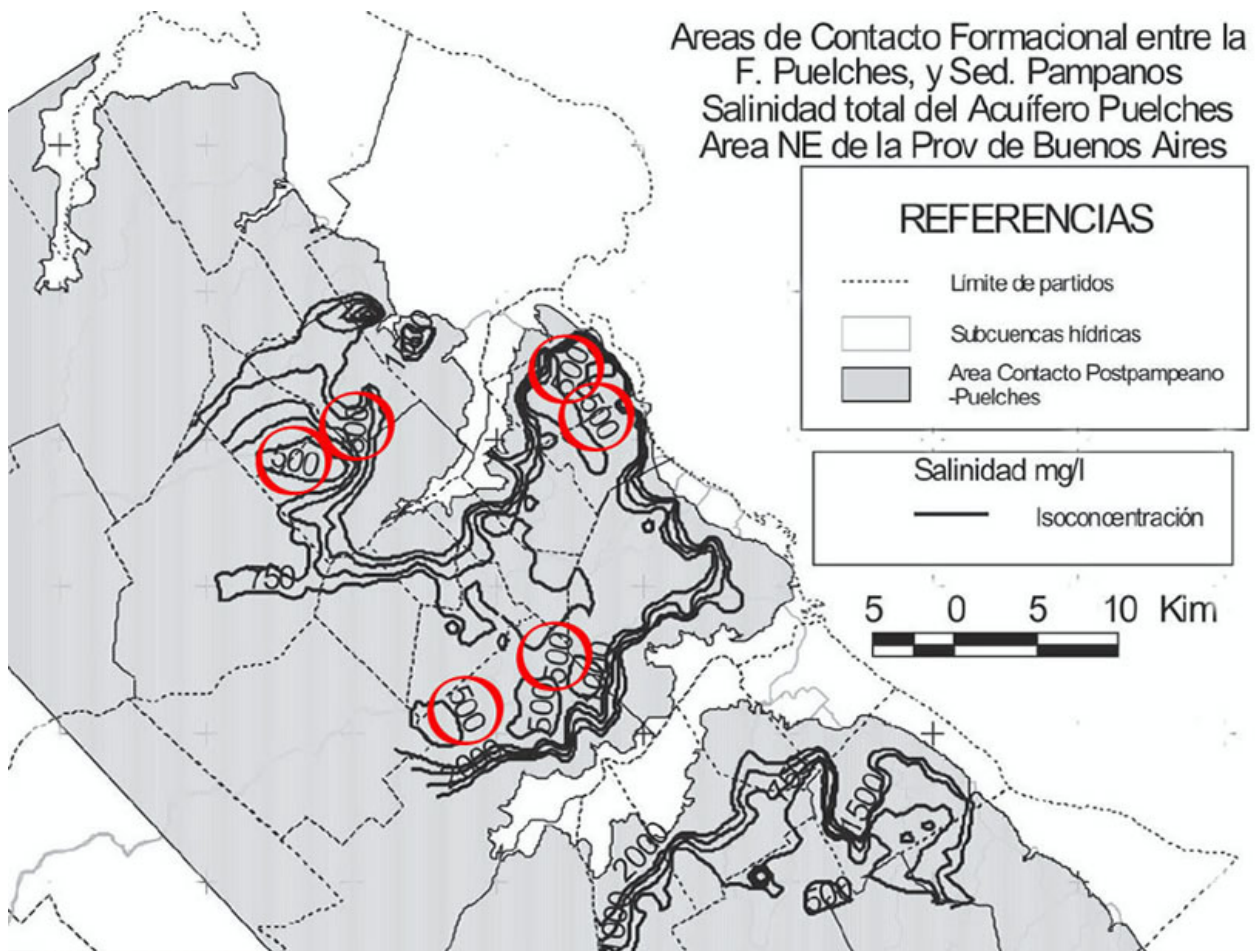 Areas de Contacto Formacional entre la
F. Puelches, y Sed. Pampanos
Salinidad total del Acuífero Puelches
Area NE de la Prov de Buenos Aires
REFERENCIAS
Límite de partidos
Subcuencas hídricas
Area Contacto Postpampeano
-Puelches
Salinidad mg/l
Isoconcentración
5 0 5 10 Kim
500
500
500
750
500
500
500
1500
2000
500